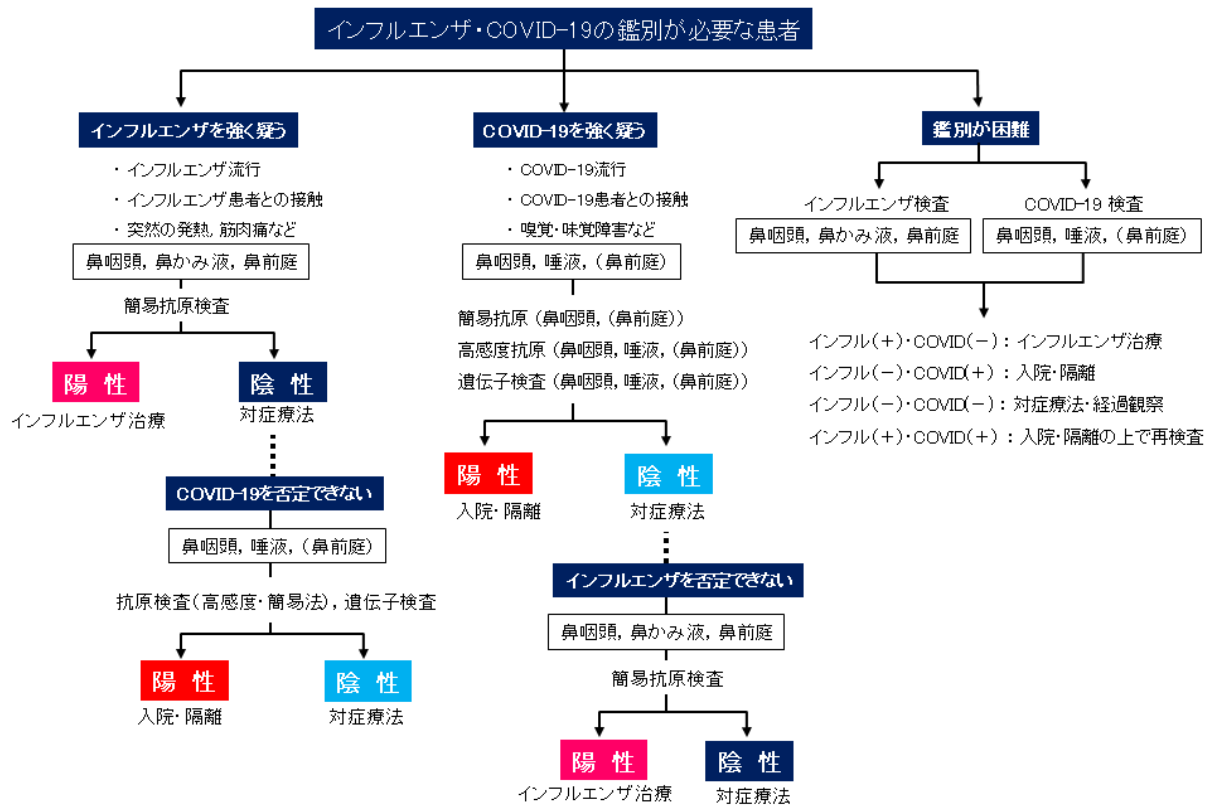 インフルエンザ・COVID-19の鑑別が必要な患者
インフルエンザを強く疑う
・インフルエンザ流行
・インフルエンザ患者との接触
・突然の発熱, 筋肉痛など
鼻咽頭, 鼻かみ液, 鼻前庭
簡易抗原検査
陽 性
インフルエンザ治療
陰 性
対症療法
COVID-19を否定できない
鼻咽頭, 唾液, (鼻前庭)
抗原検査(高感度・簡易法), 遺伝子検査
陽 性
入院・隔離
陰 性
対症療法
COVID-19を強く疑う
・COVID-19流行
・COVID-19患者との接触
・嗅覚・味覚障害など
鼻咽頭, 唾液, (鼻前庭)
簡易抗原 (鼻咽頭, (鼻前庭))
高感度抗原 (鼻咽頭, 唾液, (鼻前庭))
遺伝子検査 (鼻咽頭, 唾液, (鼻前庭))
陽 性
入院・隔離
陰 性
対症療法
インフルエンザを否定できない
鼻咽頭, 鼻かみ液, 鼻前庭
簡易抗原検査
陽 性
インフルエンザ治療
陰 性
対症療法
鑑別が困難
インフルエンザ検査
鼻咽頭, 鼻かみ液, 鼻前庭
COVID-19 検査
鼻咽頭, 唾液, (鼻前庭)
インフル(+)・COVID(-) : インフルエンザ治療
インフル(-)・COVID(+) : 入院・隔離
インフル(-)・COVID(-) : 対症療法・経過観察
インフル(+)・COVID(+) : 入院・隔離の上で再検査